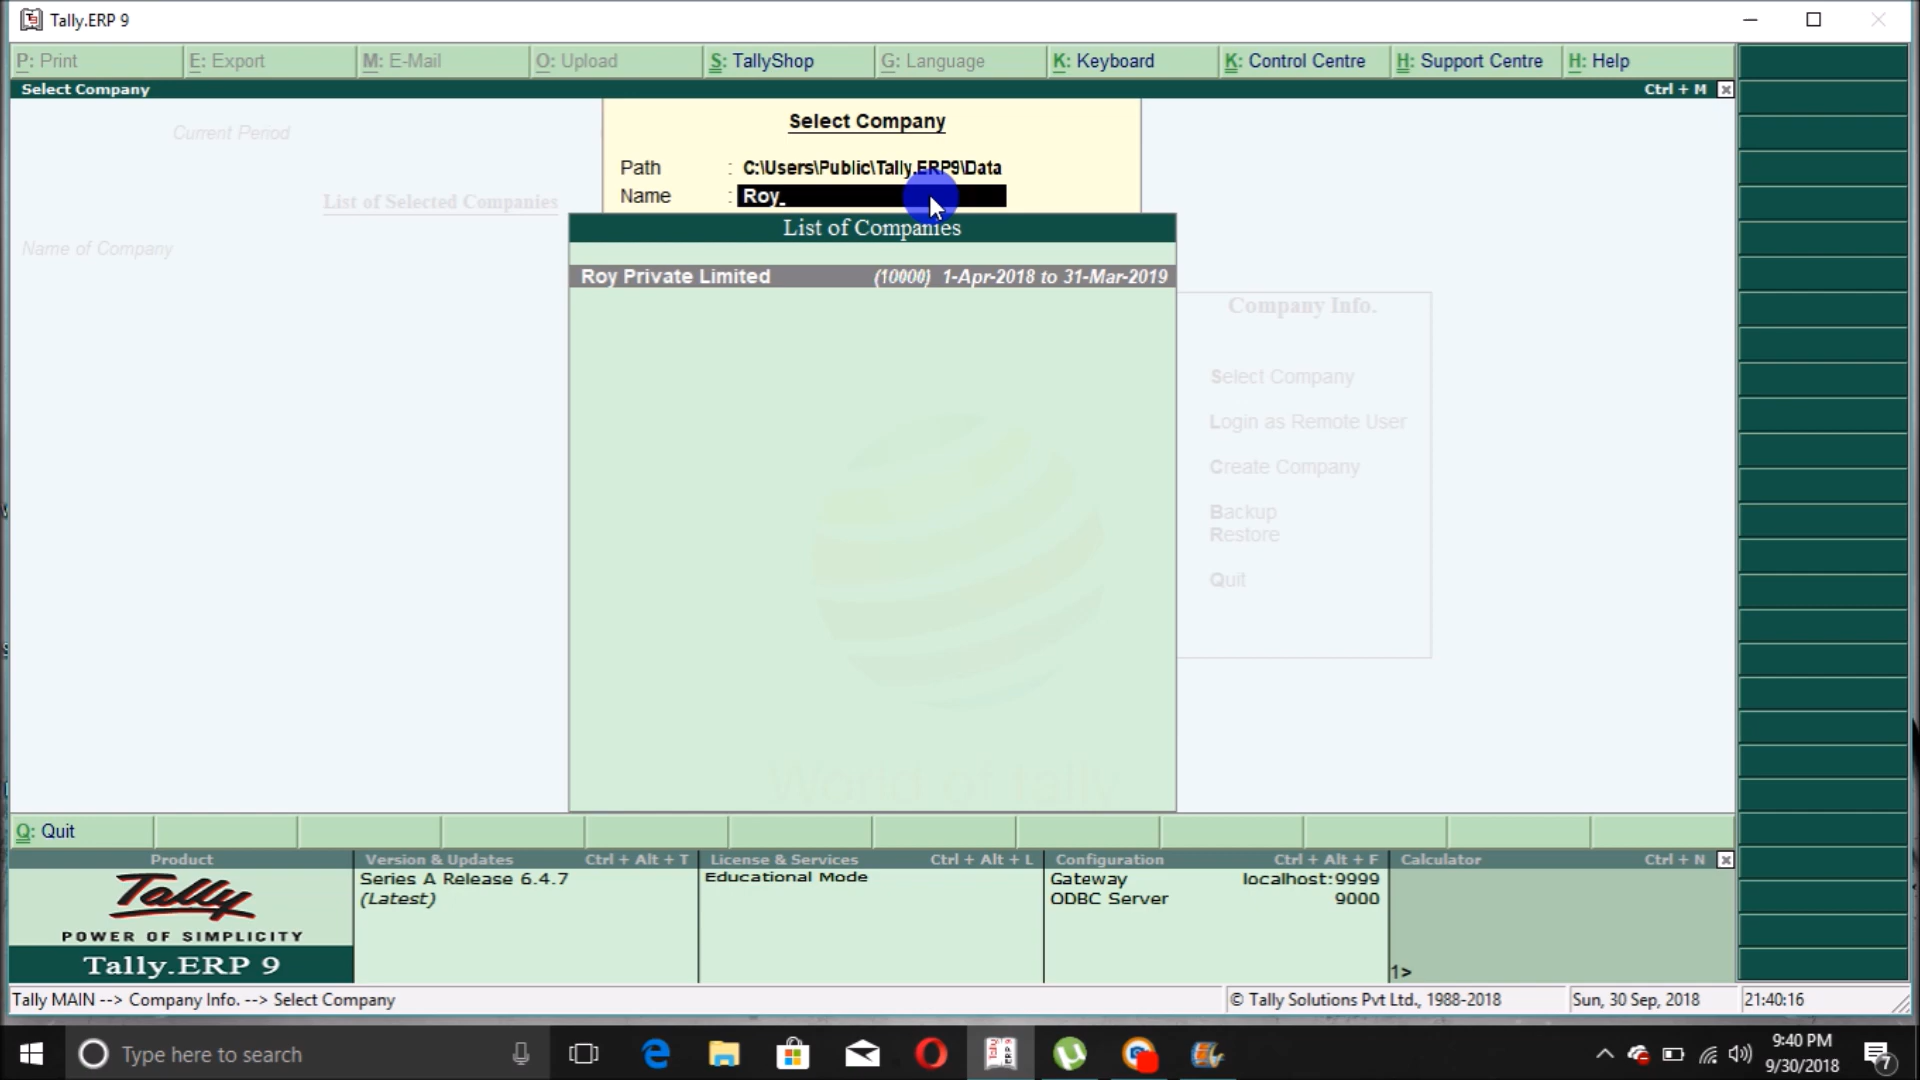 Tally.ERP 9
P: Print E: Export M: E-Mail O: Upload S: TallyShop G: Language K: Keyboard K: Control Centre H: Support Centre H: Help
Select Company Ctrl + M
Current Period
List of Selected Companies
Name of Company
Select Company
Path : C:\Users\Public\Tally.ERP9\Data
Name : Roy
List of Companies
Roy Private Limited (10000) 1-Apr-2018 to 31-Mar-2019
World of tally
Company Info.
Select Company
Login as Remote User
Create Company
Backup
Restore
Quit
Q: Quit
Product
Tally
POWER OF SIMPLICITY
Tally.ERP 9
Version & Updates Ctrl + Alt + T
Series A Release 6.4.7
(Latest)
License & Services Ctrl + Alt + L
Educational Mode
Configuration Ctrl + Alt + F
Gateway localhost:9999
ODBC Server 9000
Calculator Ctrl + N
1>
Tally MAIN --> Company Info. --> Select Company © Tally Solutions Pvt Ltd., 1988-2018 Sun, 30 Sep, 2018 21:40:16
Type here to search
9:40 PM
9/30/2018
7